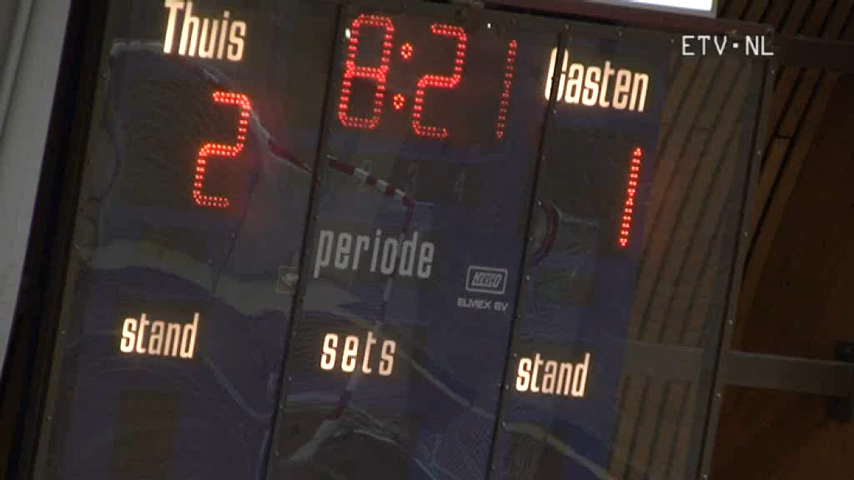 Thuis 8:21 Gasten
ETV·NL
2 1
periode
ELMEX BV
stand sets stand